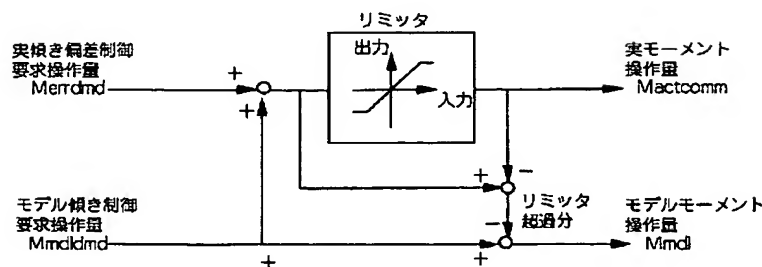 リミッタ
実傾き偏差制御
要求操作量
Merrdmd
+
+
出力
入力
実モーメント
操作量
Mactcomm
+
−
リミッタ
超過分
モデル傾き制御
要求操作量
Mmdldmd
+
−
+
モデルモーメント
操作量
Mmdl